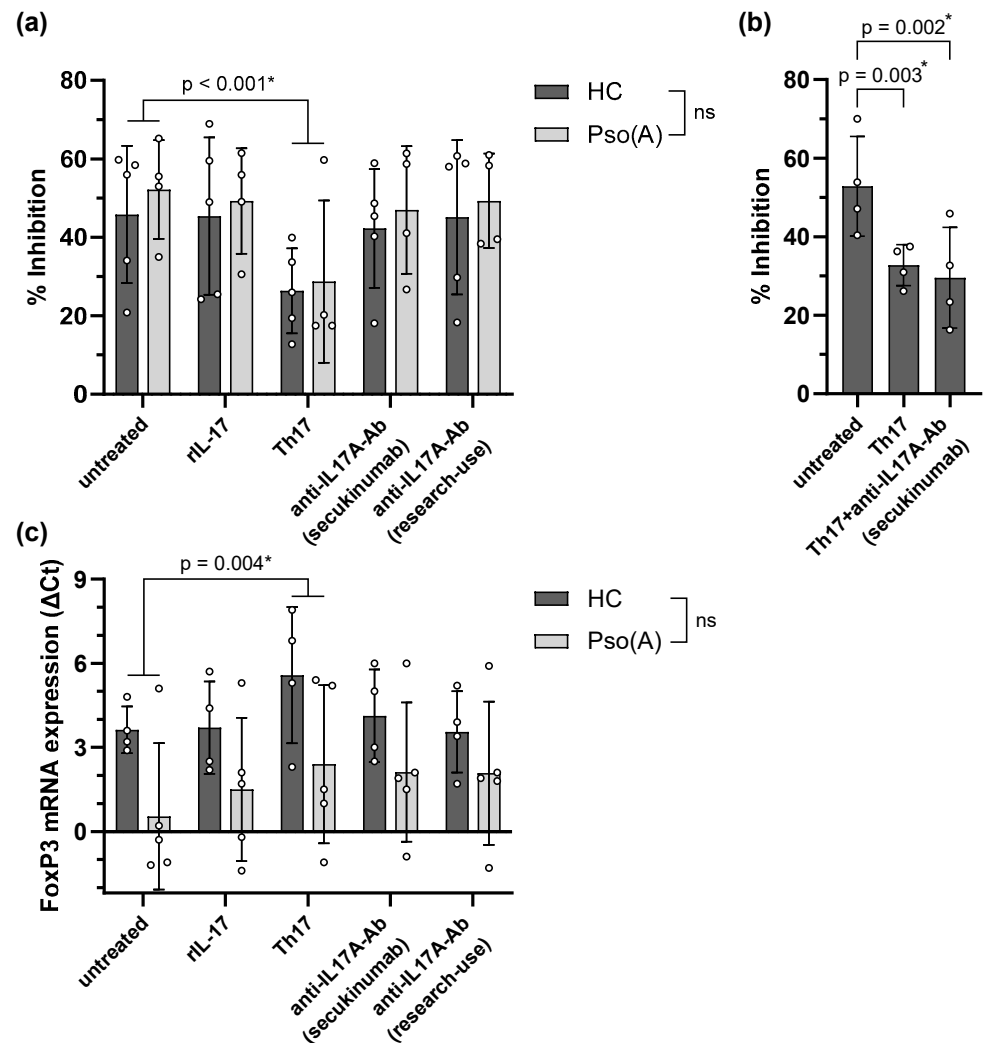 (a)
% Inhibition
80
60
40
20
0
p < 0.001*
HC
Pso(A)
ns
untreated
rIL-17
Th17
anti-IL17A-Ab
(secukinumab)
anti-IL17A-Ab
(research-use)
(b)
% Inhibition
80
60
40
20
0
p = 0.002*
p = 0.003*
untreated
Th17
Th17+anti-IL17A-Ab
(secukinumab)
(c)
FoxP3 mRNA expression (ΔCt)
9
6
3
0
p = 0.004*
HC
Pso(A)
ns
untreated
rIL-17
Th17
anti-IL17A-Ab
(secukinumab)
anti-IL17A-Ab
(research-use)